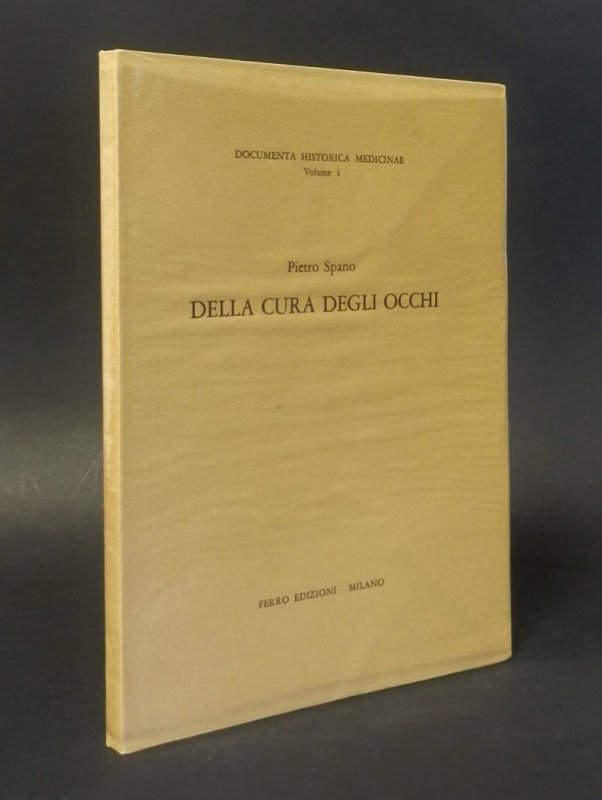 DOCUMENTA HISTORICA MEDICINAE
Volume 1
Pietro Spano
DELLA CURA DEGLI OCCHI
FERRO EDIZIONI · MILANO